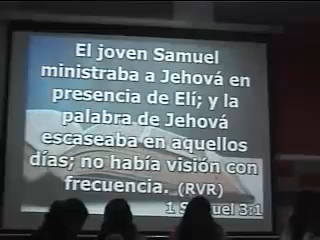 El joven Samuel
ministraba a Jehová en
presencia de Elí; y la
palabra de Jehová
escaseaba en aquellos
días; no había visión con
frecuencia. (RVR)
1 Samuel 3:1